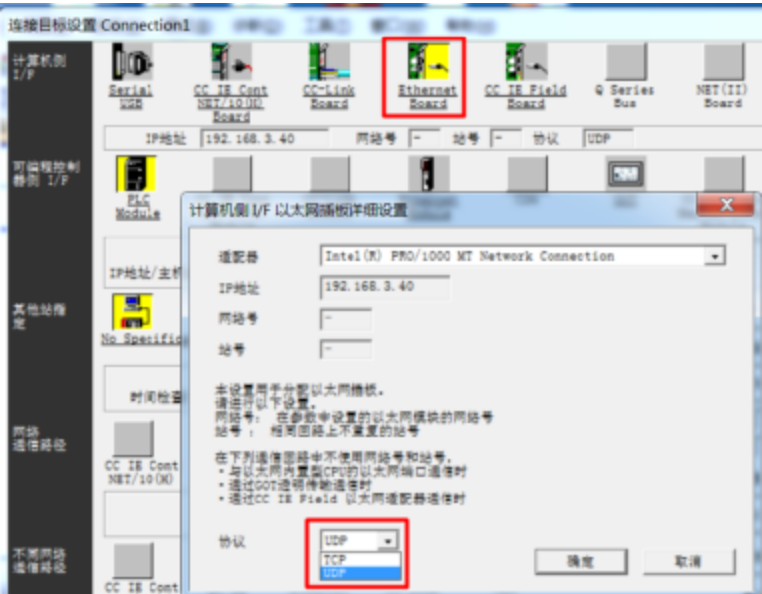 连接目标设置 Connection1
计算机侧
I/F
Serial
USB
CC IE Cont
NET/10(H)
Board
CC-Link
Board
Ethernet
Board
CC IE Field
Board
Q Series
Bus
NET(II)
Board
IP地址 192.168.3.40 网络号 - 站号 - 协议 UDP
可编程控制
器侧 I/F
PLC
Module
计算机侧 I/F 以太网插板详细设置
适配器 Intel(R) PRO/1000 MT Network Connection
IP地址 192.168.3.40
IP地址/主机
网络号 -
站号 -
其他站指
定
No Specific
时间检查
本设置用于分配以太网插板。
请进行以下设置。
网络号: 在参数中设置的以太网模块的网络号
站号 : 相同回路上不重复的站号
在下列通信回路中不使用网络号和站号。
·与以太网内置型CPU的以太网端口通信时
·通过GOT透明传输通信时
·通过CC IE Field 以太网适配器通信时
网络
通信路径
CC IE Cont
NET/10(H)
协议 UDP
TCP
UDP
确定
取消
不同网络
通信路径
CC IE Cont